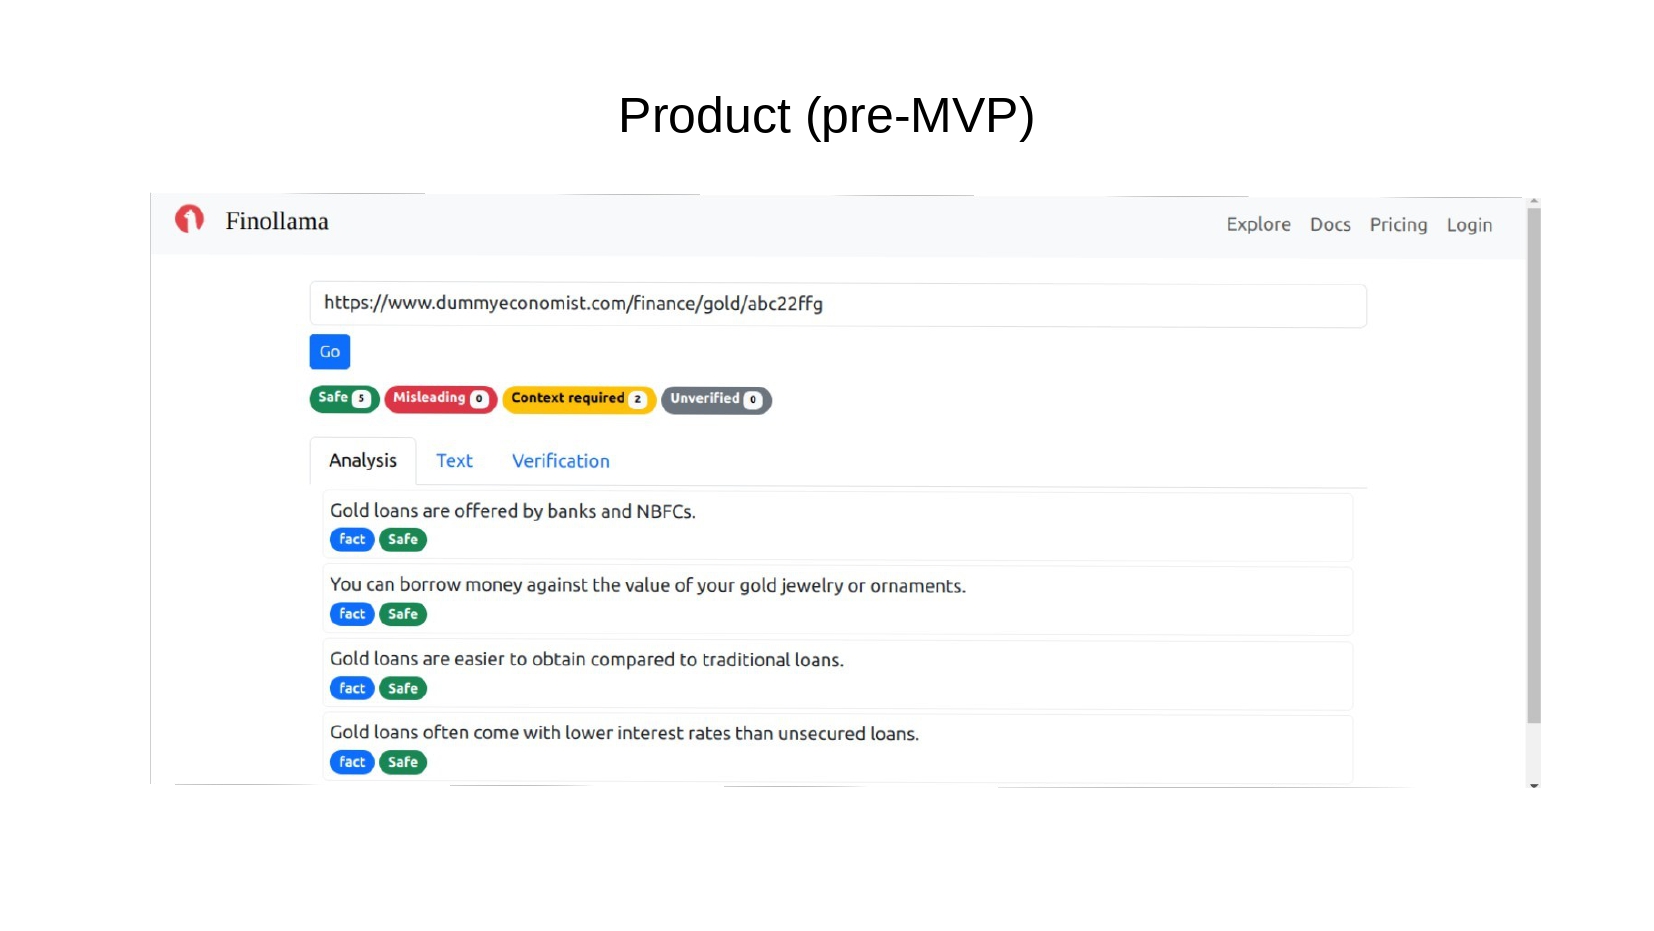 Product (pre-MVP)
Finollama
Explore Docs Pricing Login
https://www.dummyeconomist.com/finance/gold/abc22ffg
Go
Safe 5 Misleading 0 Context required 2 Unverified 0
Analysis Text Verification
Gold loans are offered by banks and NBFCs.
fact Safe
You can borrow money against the value of your gold jewelry or ornaments.
fact Safe
Gold loans are easier to obtain compared to traditional loans.
fact Safe
Gold loans often come with lower interest rates than unsecured loans.
fact Safe